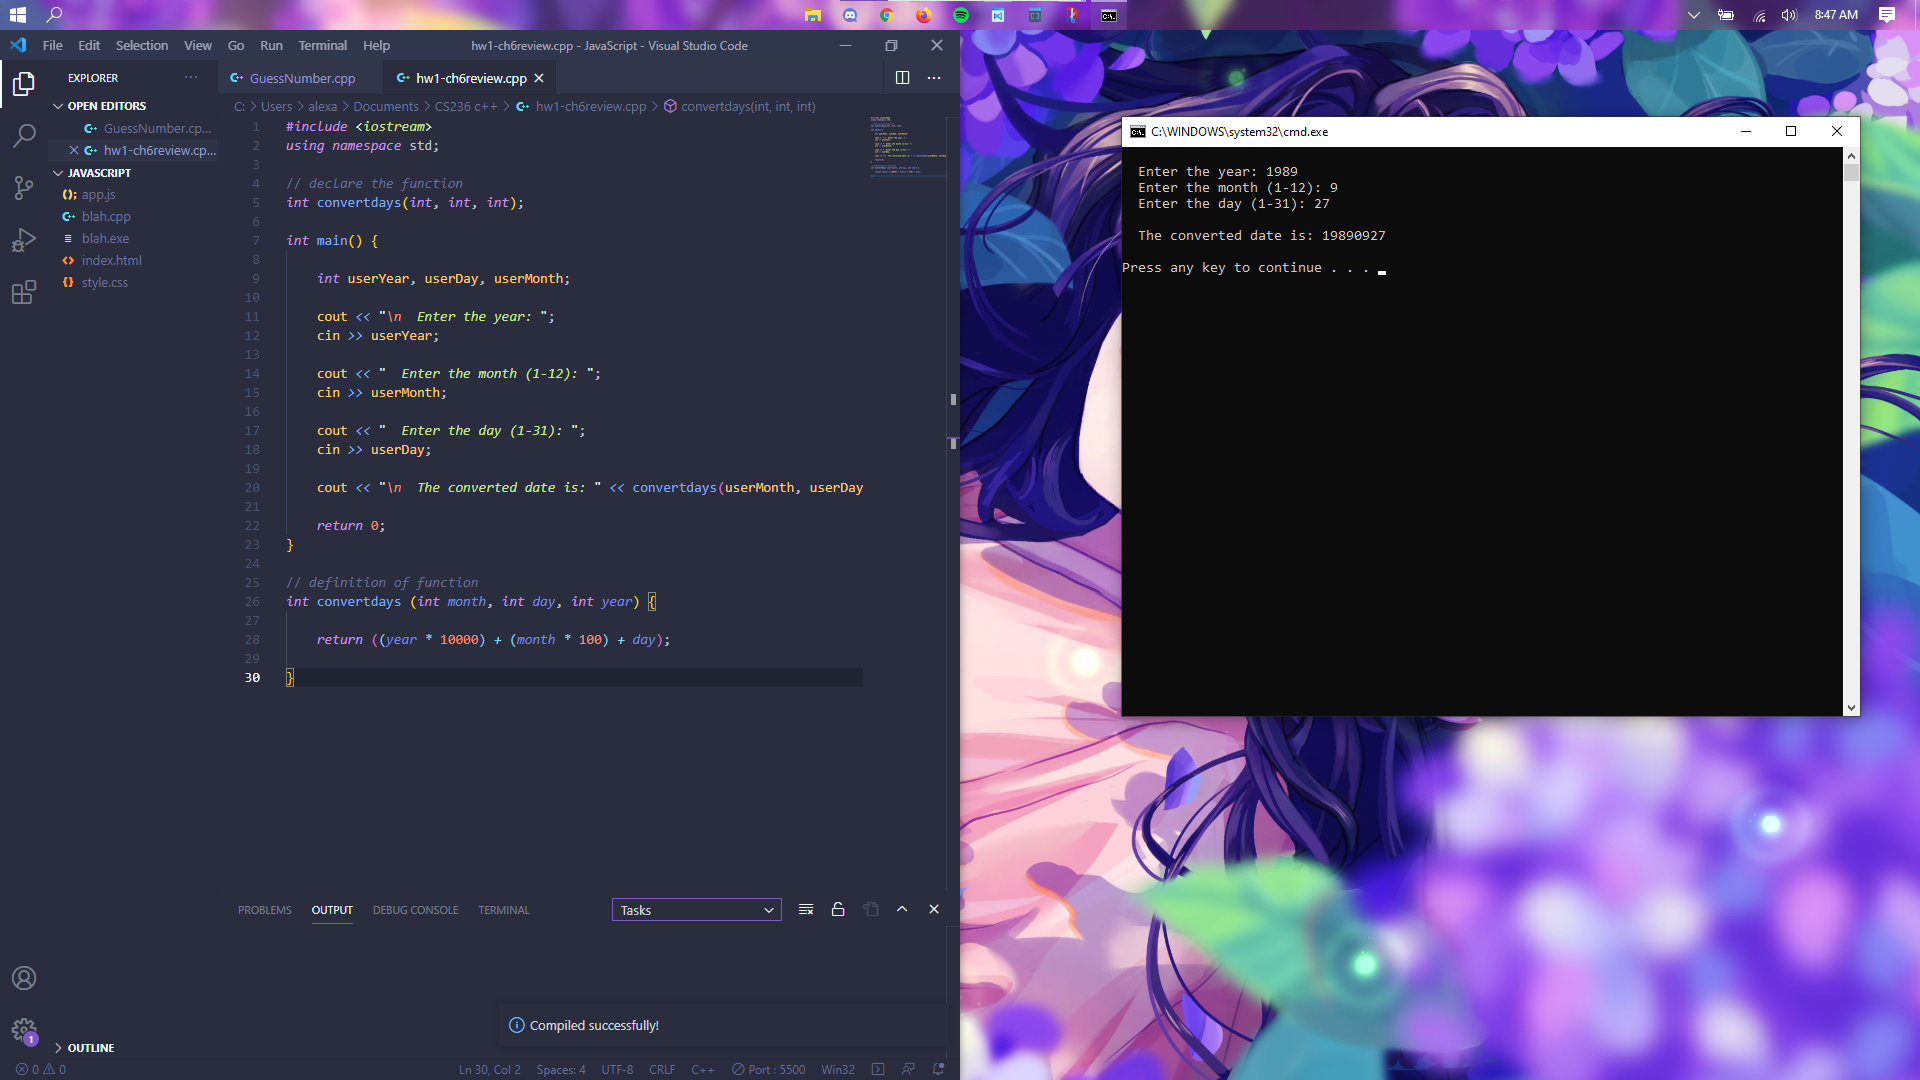 8:47 AM
File Edit Selection View Go Run Terminal Help
hw1-ch6review.cpp - JavaScript - Visual Studio Code
EXPLORER
OPEN EDITORS
GuessNumber.cp...
hw1-ch6review.cp...
JAVASCRIPT
app.js
blah.cpp
blah.exe
index.html
style.css
OUTLINE
GuessNumber.cpp hw1-ch6review.cpp
C: > Users > alexa > Documents > CS236 c++ > hw1-ch6review.cpp > convertdays(int, int, int)
1 #include <iostream>
2 using namespace std;
3
4 // declare the function
5 int convertdays(int, int, int);
6
7 int main() {
8
9 int userYear, userDay, userMonth;
10
11 cout << "\n  Enter the year: ";
12 cin >> userYear;
13
14 cout << "  Enter the month (1-12): ";
15 cin >> userMonth;
16
17 cout << "  Enter the day (1-31): ";
18 cin >> userDay;
19
20 cout << "\n  The converted date is: " << convertdays(userMonth, userDay
21
22 return 0;
23 }
24
25 // definition of function
26 int convertdays (int month, int day, int year) {
27
28 return ((year * 10000) + (month * 100) + day);
29
30 }
PROBLEMS OUTPUT DEBUG CONSOLE TERMINAL
Tasks
Compiled successfully!
1
0 0
Ln 30, Col 2 Spaces: 4 UTF-8 CRLF C++ Port : 5500 Win32
C:\WINDOWS\system32\cmd.exe
Enter the year: 1989
Enter the month (1-12): 9
Enter the day (1-31): 27
The converted date is: 19890927
Press any key to continue . . .